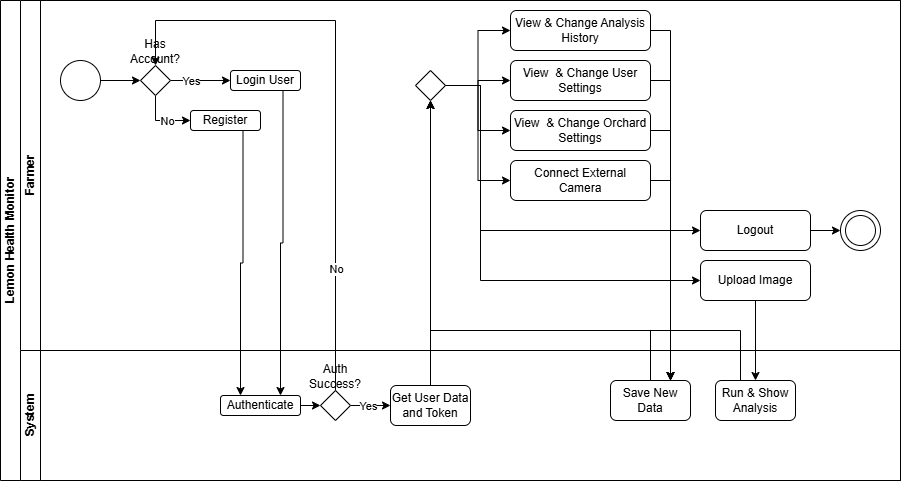 Lemon Health Monitor
Farmer
System
Has
Account?
Yes
Login User
No
Register
No
View & Change Analysis
History
View & Change User
Settings
View & Change Orchard
Settings
Connect External
Camera
Logout
Upload Image
Auth
Success?
Authenticate
Yes
Get User Data
and Token
Save New
Data
Run & Show
Analysis